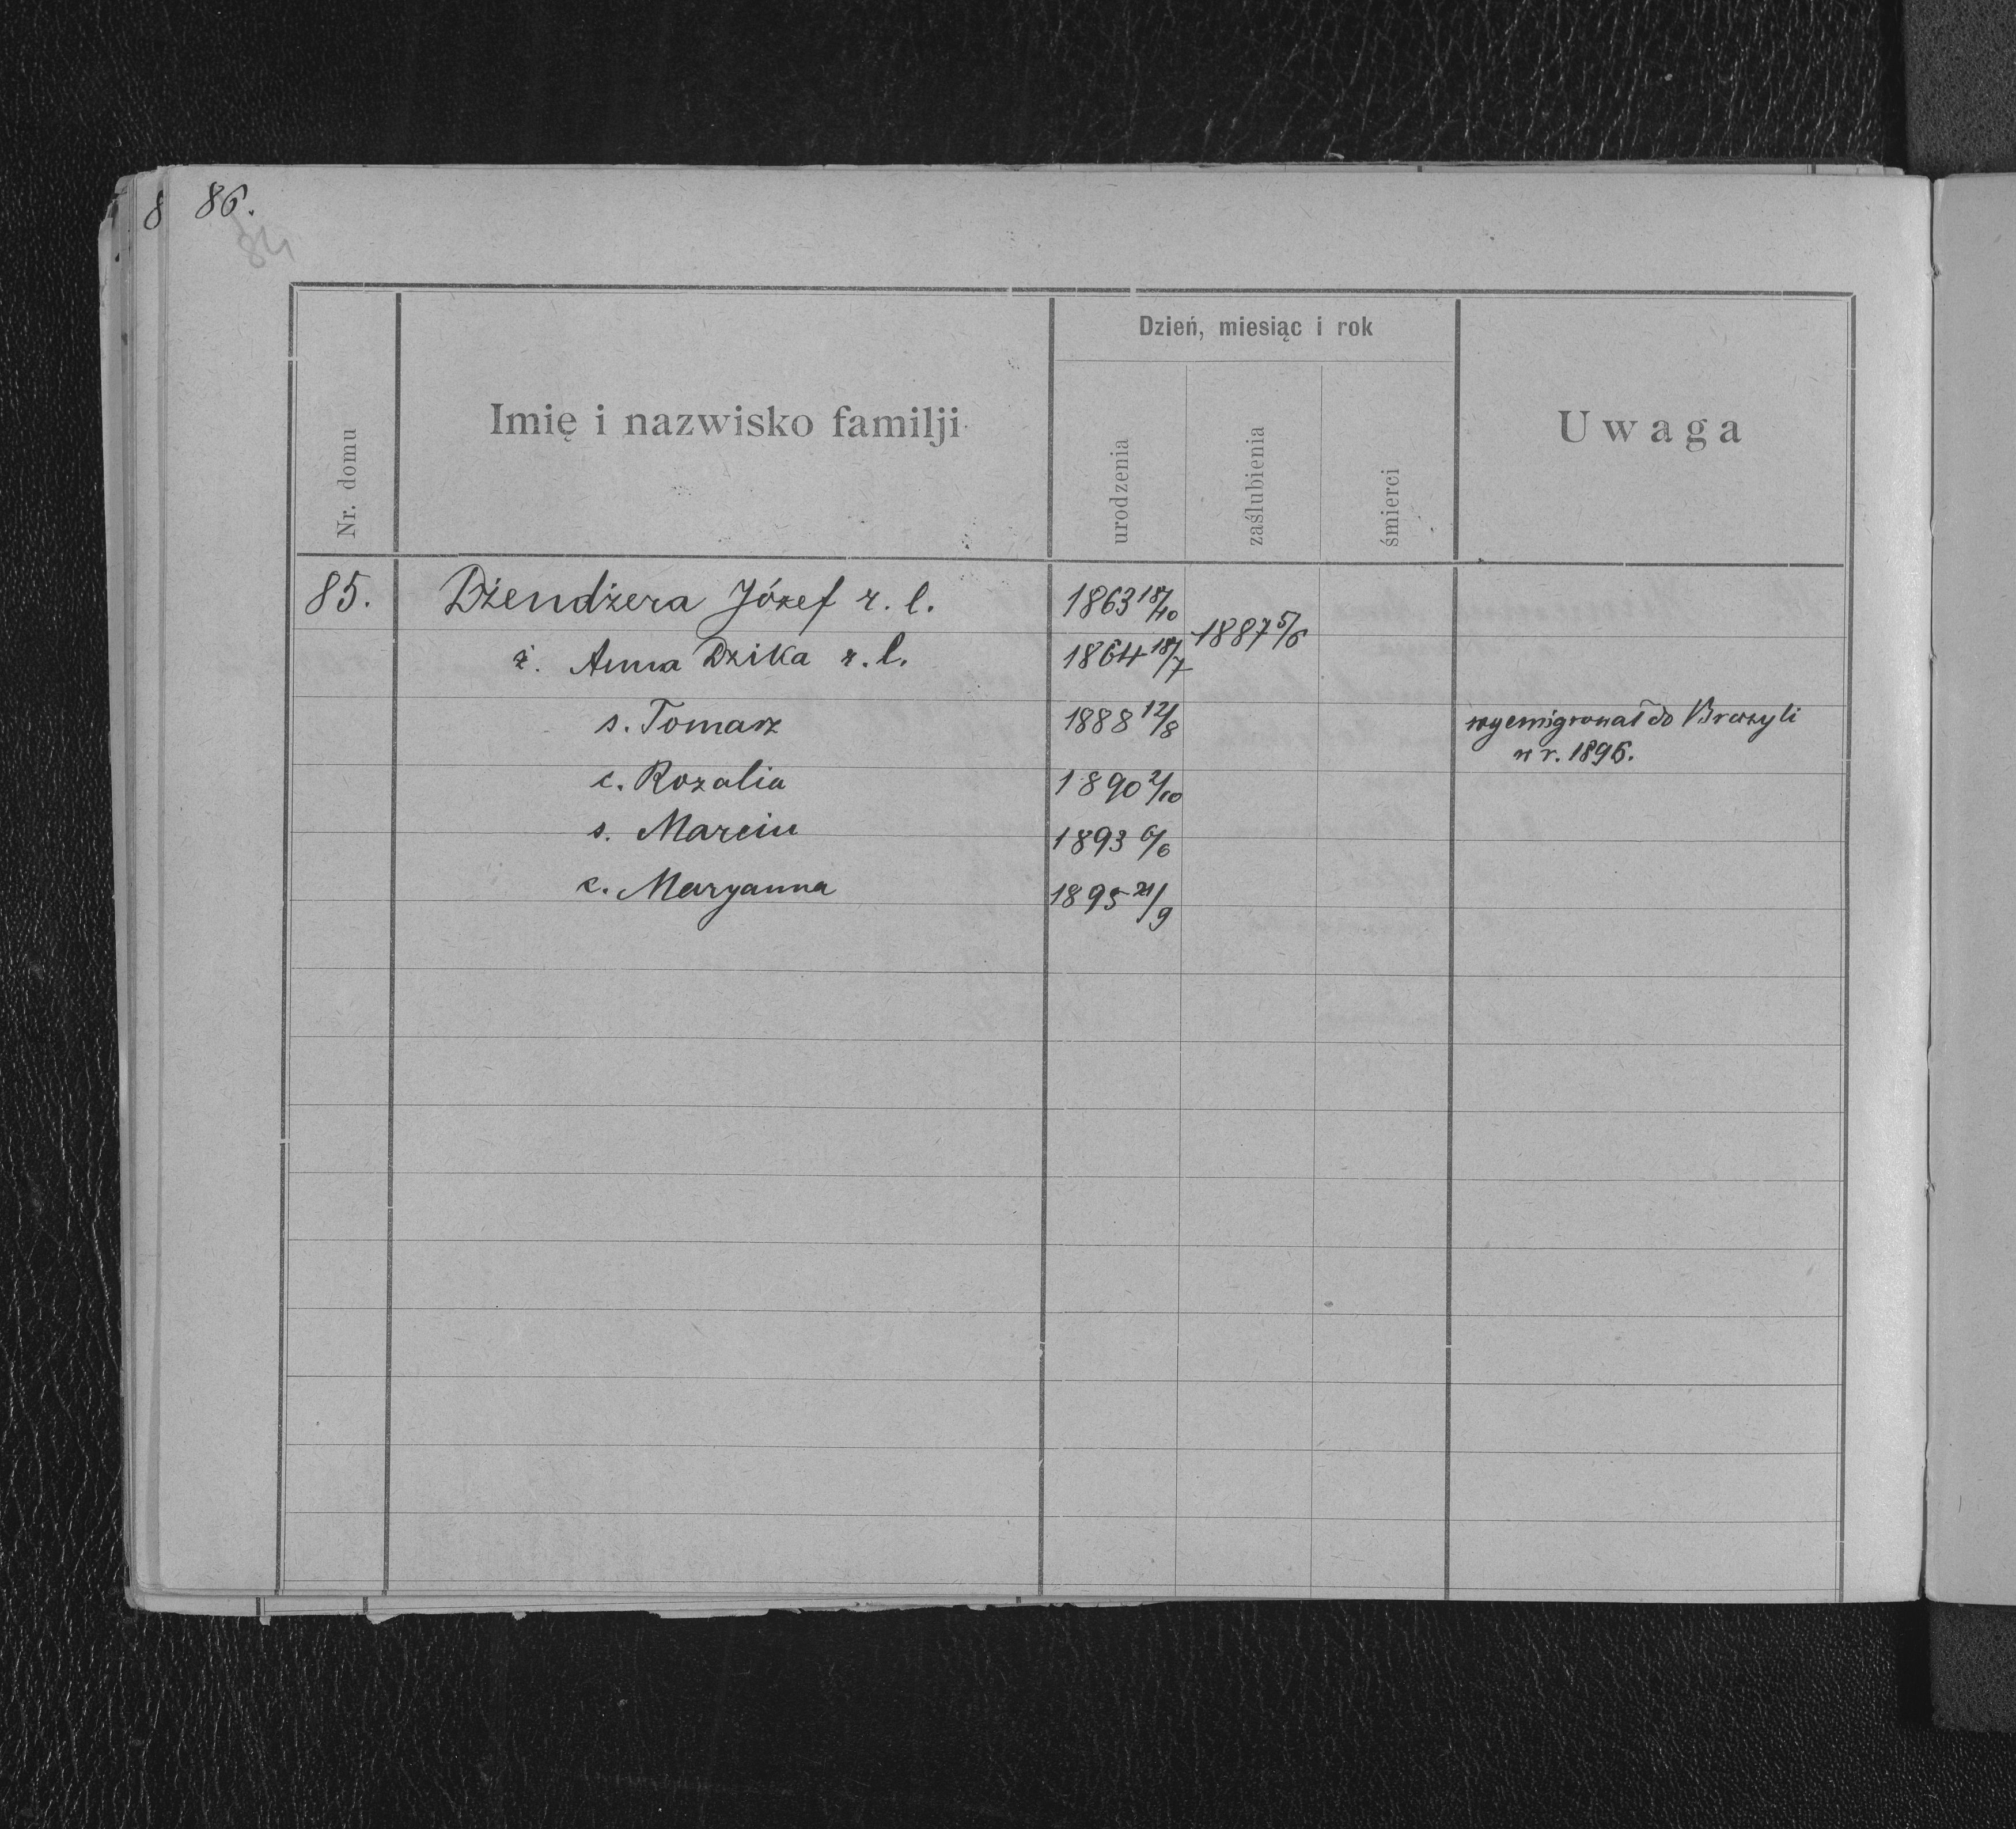 8 86.
84
Nr. domu
Imię i nazwisko familji
Dzień, miesiąc i rok
urodzenia
zaślubienia
śmierci
Uwaga
85. Dżendżera Józef r. l. 1863 18/10
1887 5/6
ż. Anna Dzika r. l. 1864 18/7
s. Tomasz 1888 12/8 wyemigrował do Brazyli
w r. 1896.
c. Rozalia 1890 2/10
s. Marcin 1893 6/6
c. Maryanna 1895 21/9